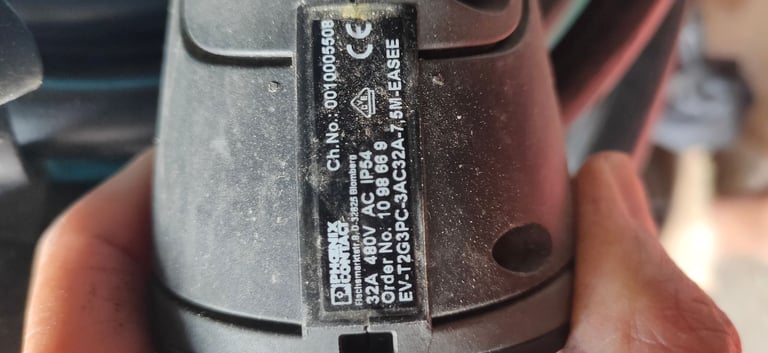 PHOENIX
CONTACT
Flachsmarktstr. 8, D-32825 Blomberg
Ch.No.: 0010005508
CE
32A 480V AC IP54
Order No: 10 98 66 9
EV-T2G3PC-3AC32A-7,5M-EASEE